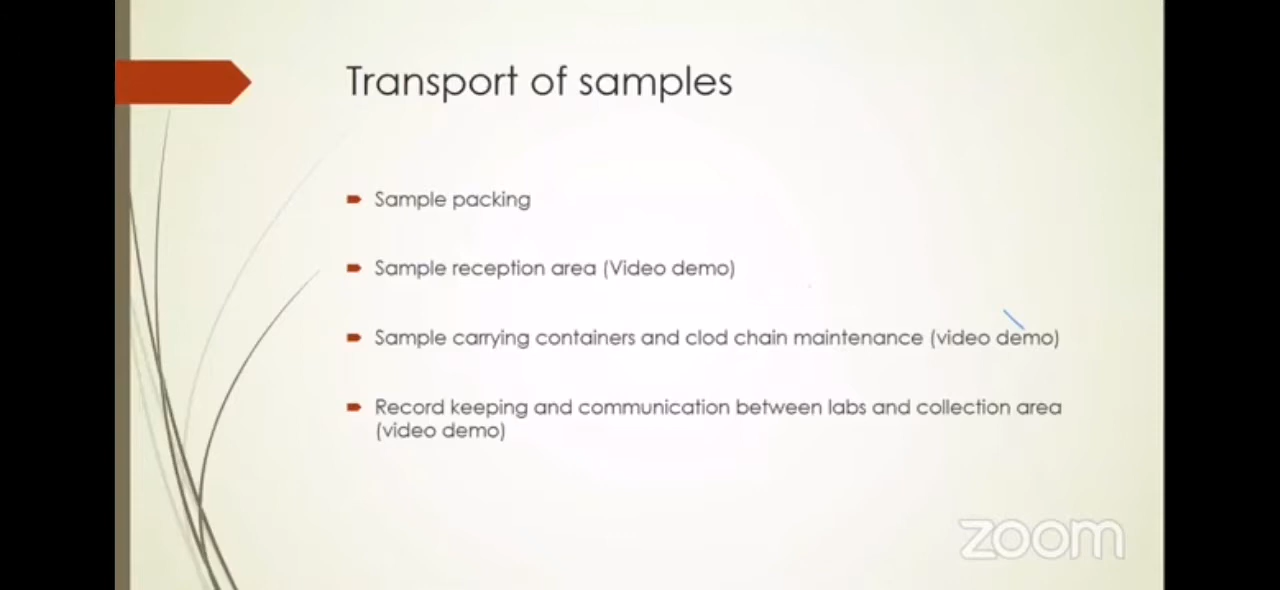 Transport of samples
Sample packing
Sample reception area (Video demo)
Sample carrying containers and clod chain maintenance (video demo)
Record keeping and communication between labs and collection area
(video demo)
zoom